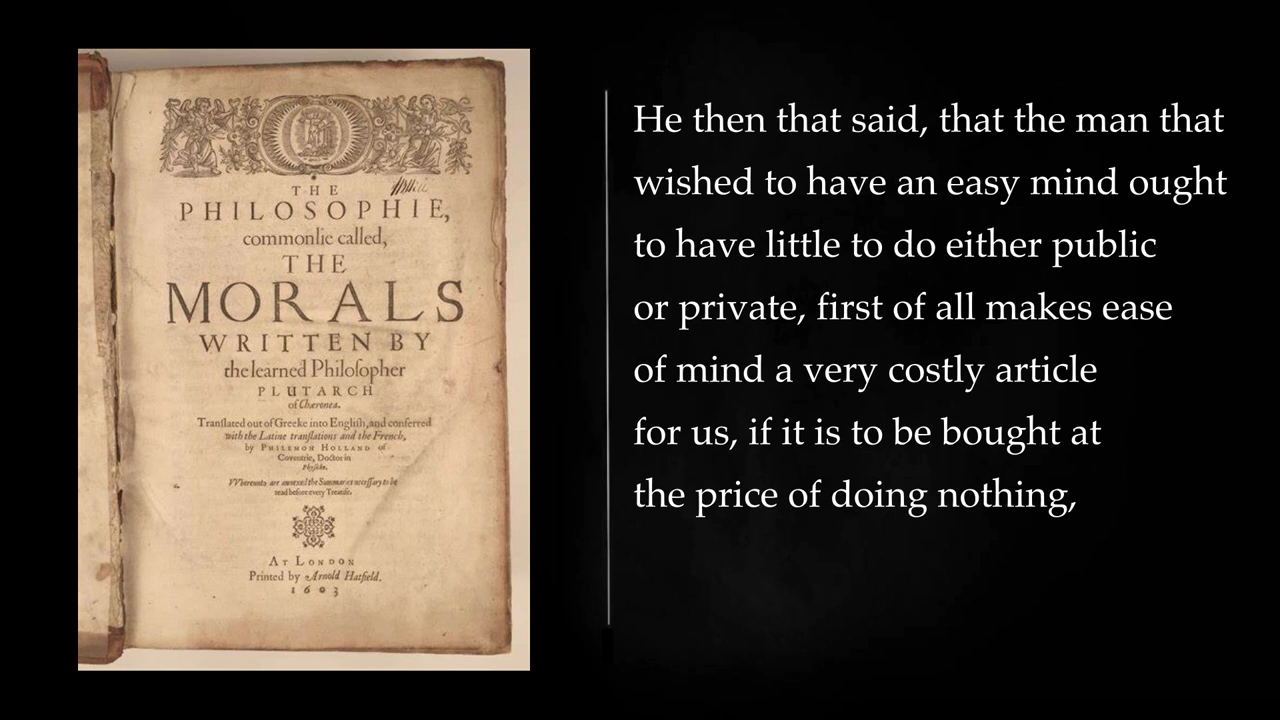 THE
PHILOSOPHIE,
commonlie called,
THE
MORALS
WRITTEN BY
the learned Philoſopher
PLUTARCH
of Chæronea.
Tranſlated out of Greeke into Engliſh, and conferred
with the Latine tranſlations and the French,
by PHILEMON HOLLAND of
Coventrie, Doctor in
Phyſicke.
VVhereunto are annexed the Summaries neceſſary to be
read before every Treatiſe.
AT LONDON
Printed by Arnold Hatfield.
1603
He then that said, that the man that
wished to have an easy mind ought
to have little to do either public
or private, first of all makes ease
of mind a very costly article
for us, if it is to be bought at
the price of doing nothing,